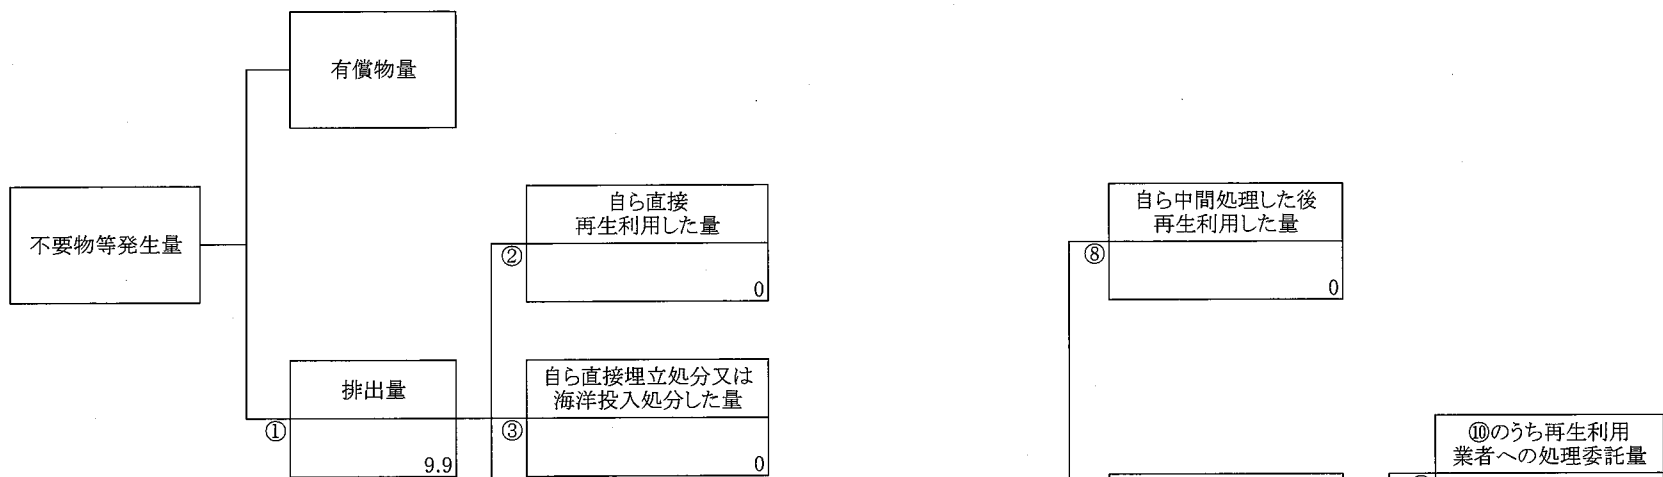 有償物量
不要物等発生量
自ら直接
再生利用した量
②
0
自ら中間処理した後
再生利用した量
⑧
0
排出量
①
9.9
自ら直接埋立処分又は
海洋投入処分した量
③
0
⑩のうち再生利用
業者への処理委託量